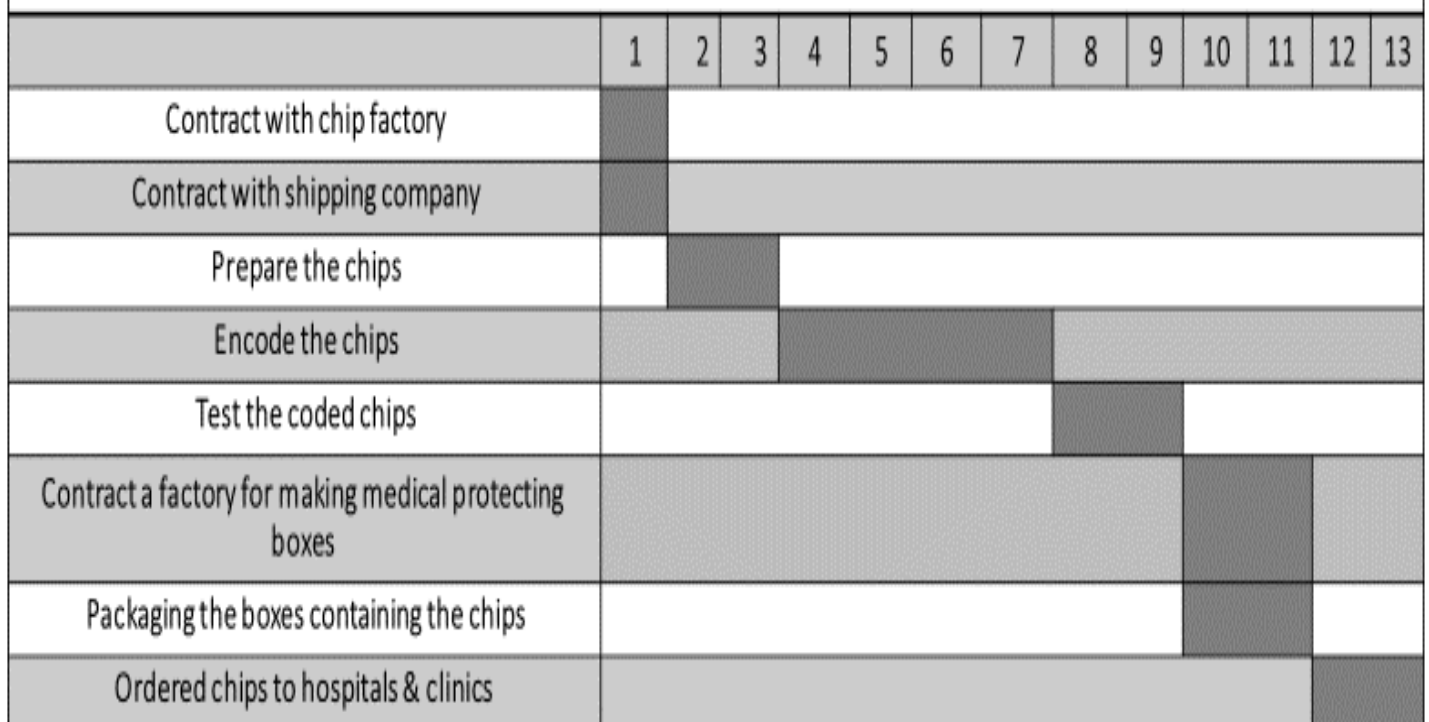 1 2 3 4 5 6 7 8 9 10 11 12 13
Contract with chip factory
Contract with shipping company
Prepare the chips
Encode the chips
Test the coded chips
Contract a factory for making medical protecting
boxes
Packaging the boxes containing the chips
Ordered chips to hospitals & clinics